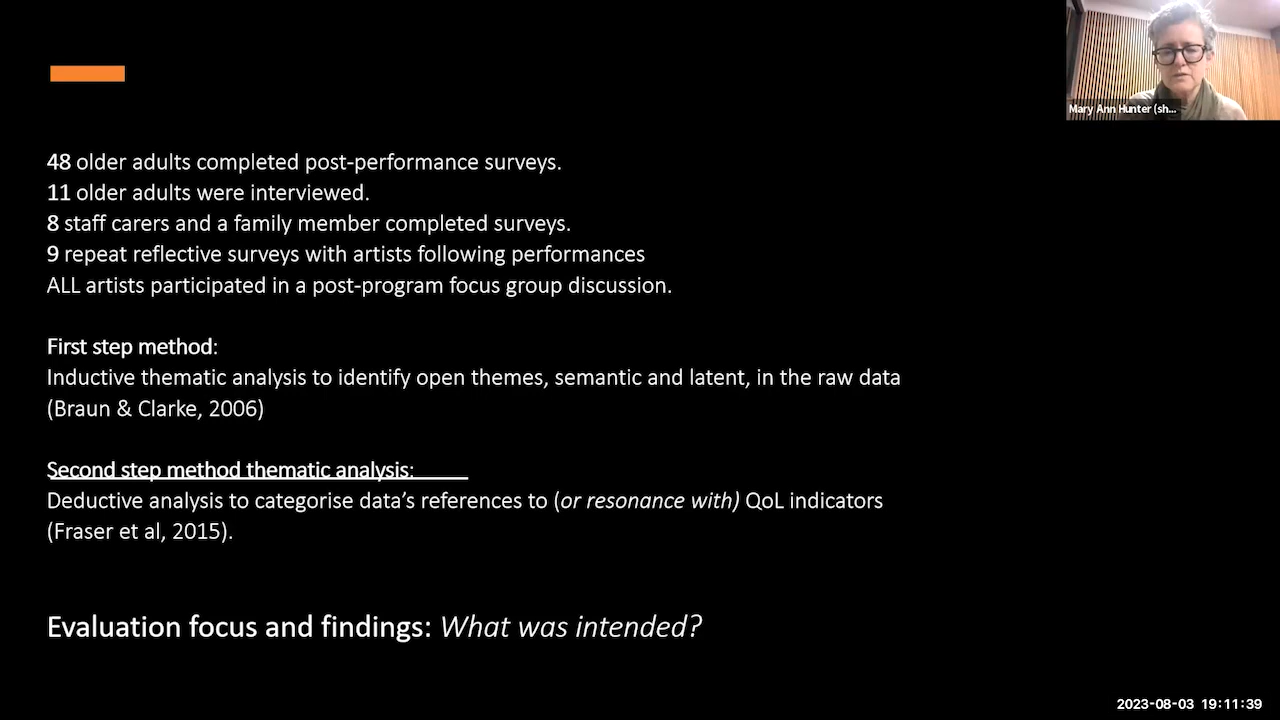 Mary Ann Hunter (sh...
48 older adults completed post-performance surveys.
11 older adults were interviewed.
8 staff carers and a family member completed surveys.
9 repeat reflective surveys with artists following performances
ALL artists participated in a post-program focus group discussion.
First step method:
Inductive thematic analysis to identify open themes, semantic and latent, in the raw data
(Braun & Clarke, 2006)
Second step method thematic analysis:
Deductive analysis to categorise data’s references to (or resonance with) QoL indicators
(Fraser et al, 2015).
Evaluation focus and findings: What was intended?
2023-08-03 19:11:39